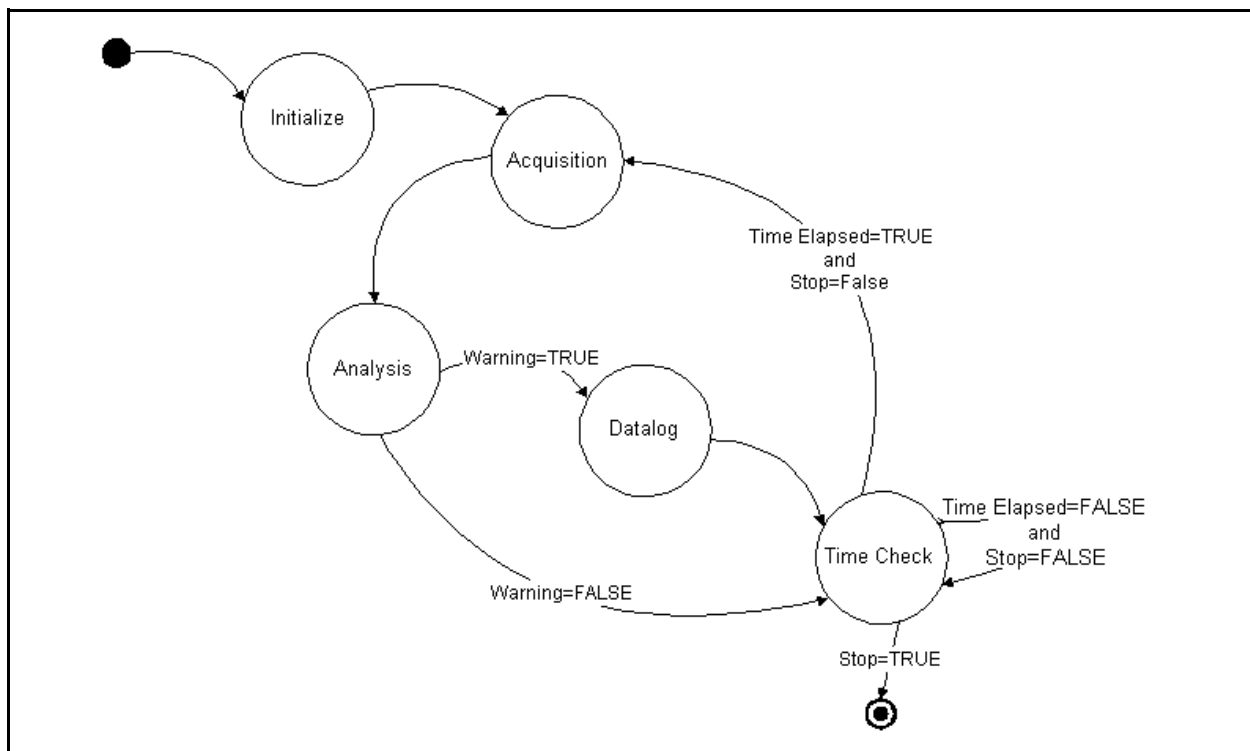 Initialize
Acquisition
Time Elapsed=TRUE
and
Stop=False
Analysis
Warning=TRUE
Datalog
Time Elapsed=FALSE
and
Stop=FALSE
Time Check
Warning=FALSE
Stop=TRUE